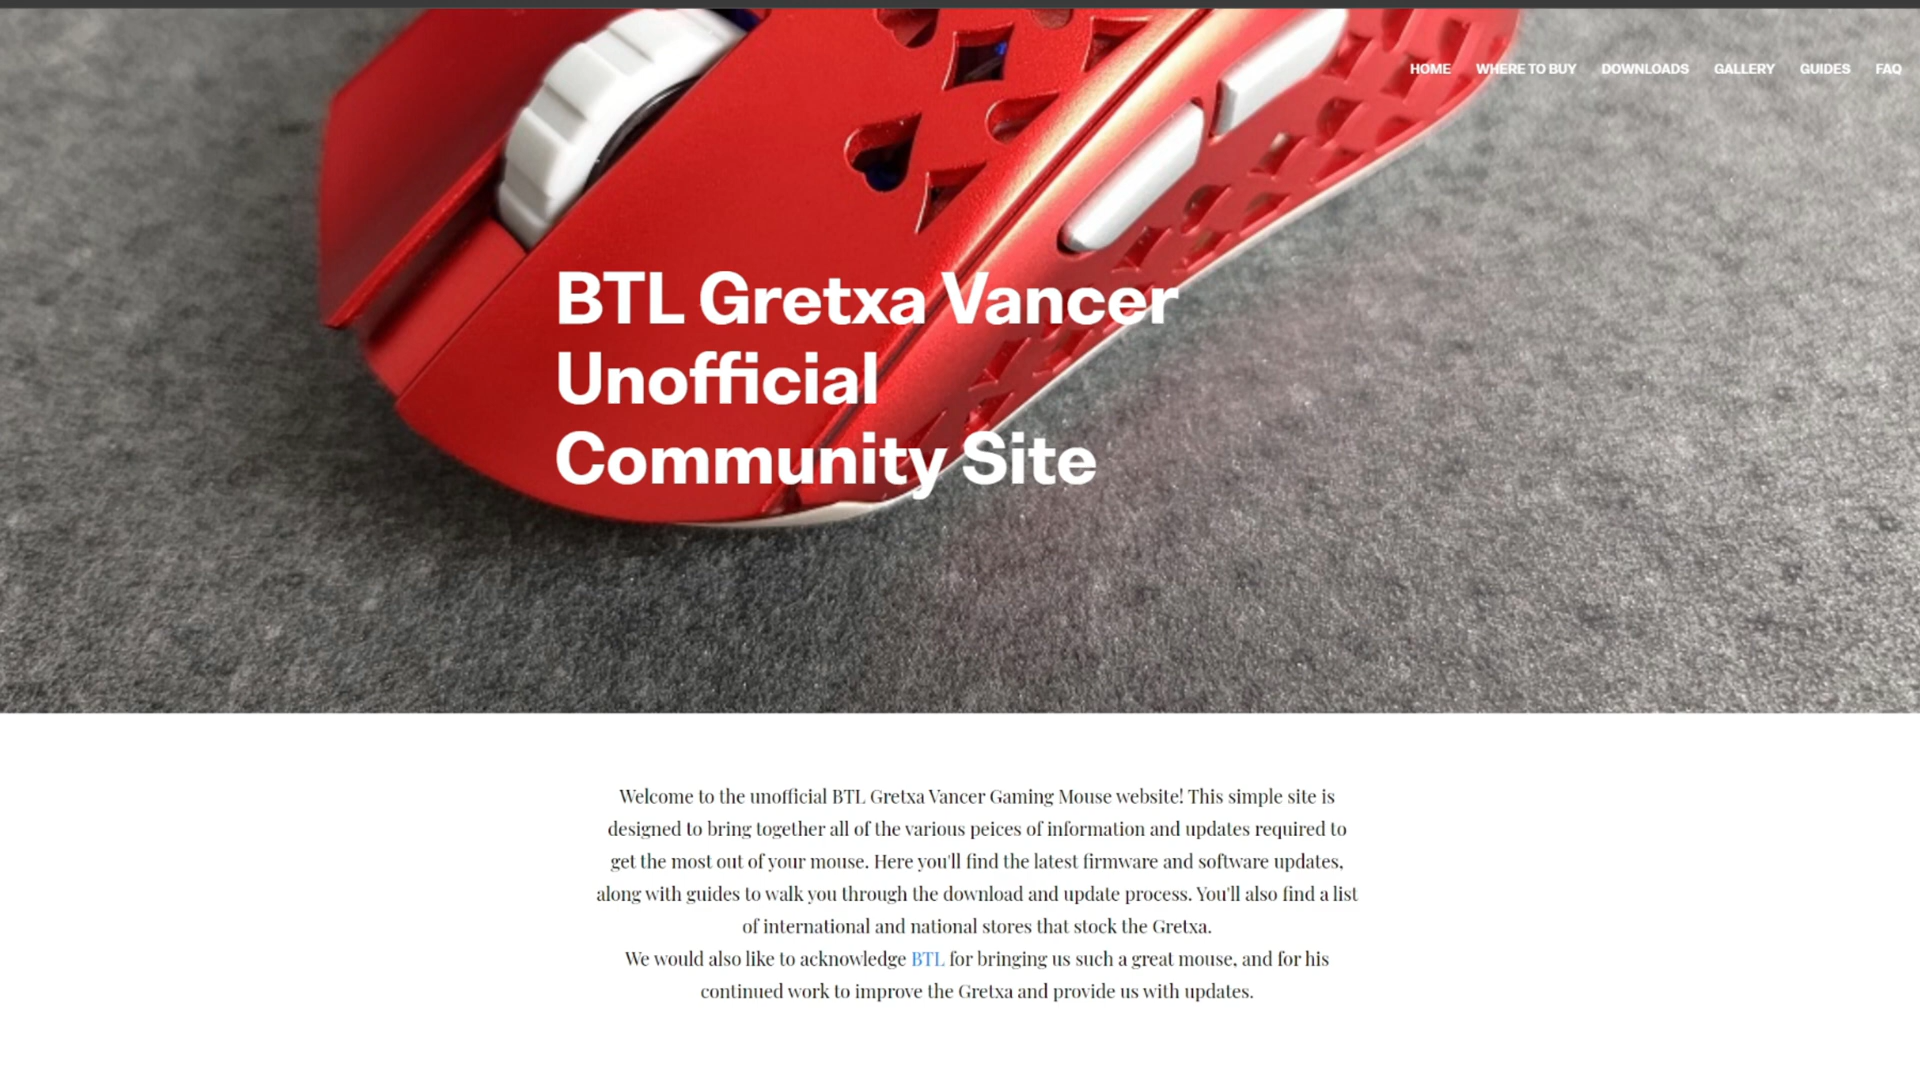 HOME WHERE TO BUY DOWNLOADS GALLERY GUIDES FAQ
BTL Gretxa Vancer
Unofficial
Community Site
Welcome to the unofficial BTL Gretxa Vancer Gaming Mouse website! This simple site is
designed to bring together all of the various peices of information and updates required to
get the most out of your mouse. Here you'll find the latest firmware and software updates,
along with guides to walk you through the download and update process. You'll also find a list
of international and national stores that stock the Gretxa.
We would also like to acknowledge BTL for bringing us such a great mouse, and for his
continued work to improve the Gretxa and provide us with updates.